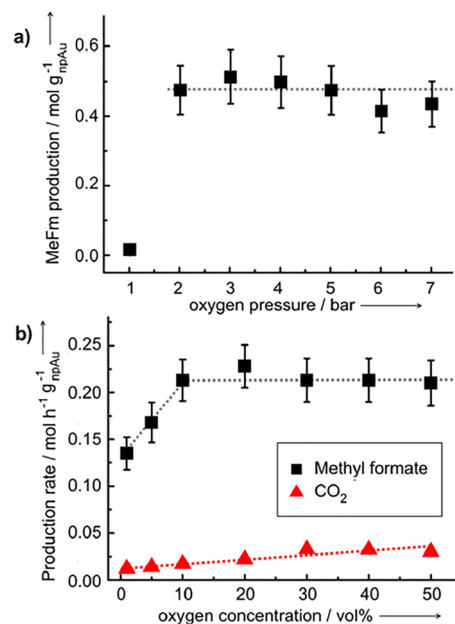 a)
MeFm production / mol g⁻¹npAu
0.6
0.4
0.2
0.0
1 2 3 4 5 6 7
oxygen pressure / bar
b)
Production rate / mol h⁻¹ g⁻¹npAu
0.25
0.20
0.15
0.10
0.05
0.00
Methyl formate
CO₂
0 10 20 30 40 50
oxygen concentration / vol%